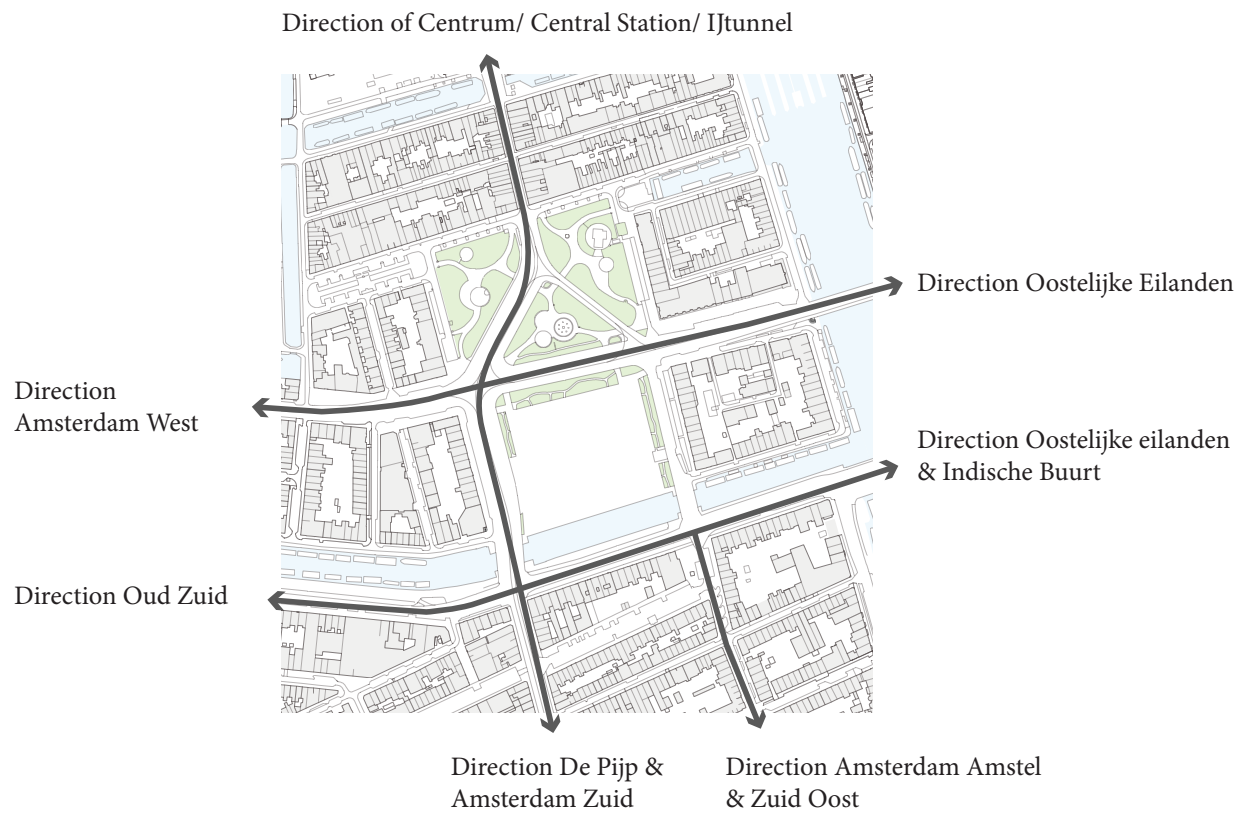 Direction of Centrum/ Central Station/ IJtunnel
Direction Oostelijke Eilanden
Direction
Amsterdam West
Direction Oostelijke eilanden
& Indische Buurt
Direction Oud Zuid
Direction De Pijp &
Amsterdam Zuid
Direction Amsterdam Amstel
& Zuid Oost